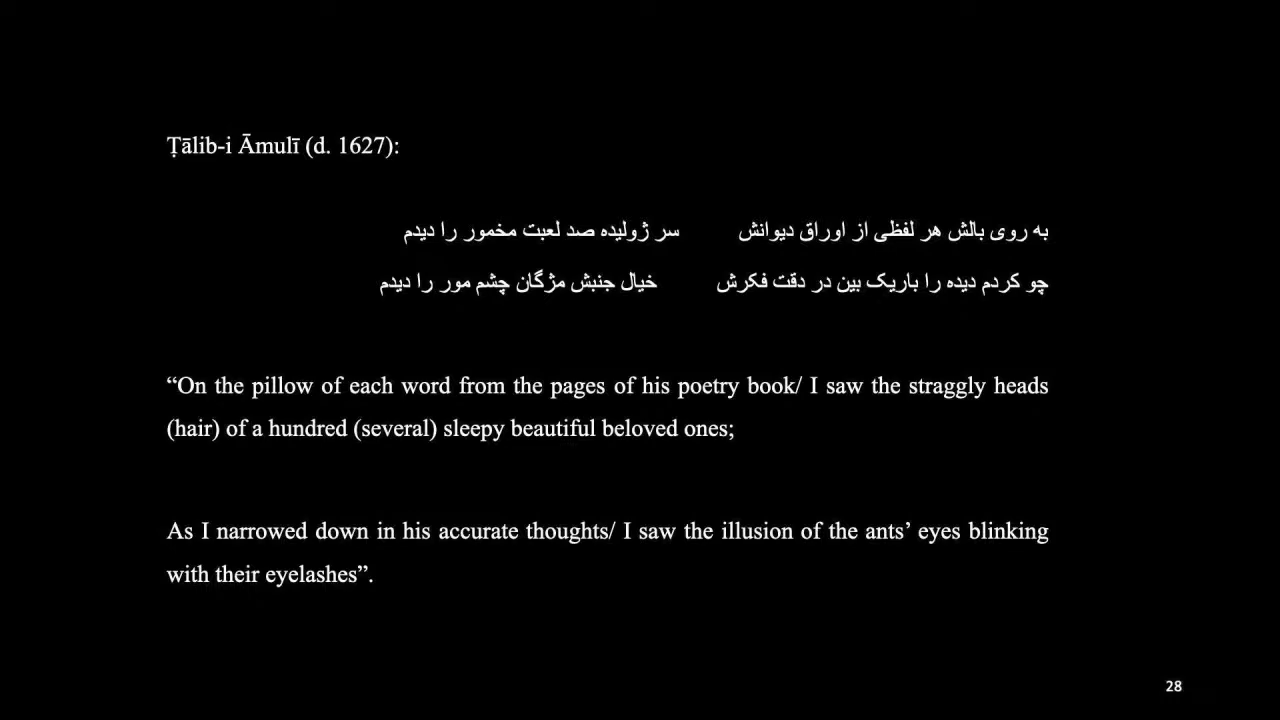 Ṭālib-i Āmulī (d. 1627):
به روی بالش هر لفظی از اوراق دیوانش سر ژولیده صد لعبت مخمور را دیدم
چو کردم دیده را باریک بین در دقت فکرش خیال جنبش مژگان چشم مور را دیدم
“On the pillow of each word from the pages of his poetry book/ I saw the straggly heads
(hair) of a hundred (several) sleepy beautiful beloved ones;
As I narrowed down in his accurate thoughts/ I saw the illusion of the ants’ eyes blinking
with their eyelashes”.
28